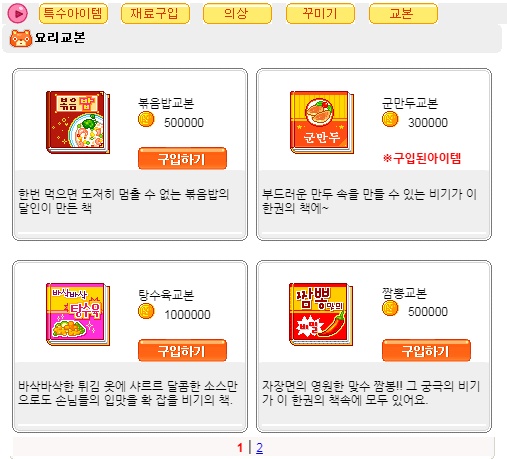 특수아이템 재료구입 의상 꾸미기 교본
요리교본
볶음밥
볶음밥교본
500000
구입하기
한번 먹으면 도저히 멈출 수 없는 볶음밥의
달인이 만든 책
군만두
군만두교본
300000
※구입된아이템
부드러운 만두 속을 만들 수 있는 비기가 이
한권의 책에~
바삭바삭
탕수육
탕수육교본
1000000
구입하기
바삭바삭한 튀김 옷에 샤르르 달콤한 소스만
으로도 손님들의 입맛을 확 잡을 비기의 책.
짬뽕맛의
비밀
짬뽕교본
500000
구입하기
자장면의 영원한 맞수 짬뽕!! 그 궁극의 비기
가 이 한권의 책속에 모두 있어요.
1 | 2